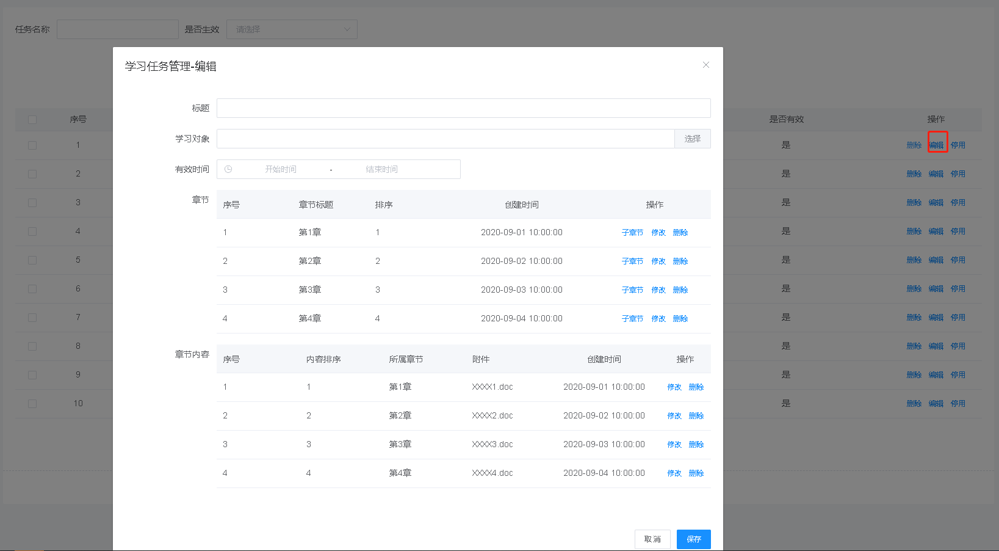 任务名称 是否生效 请选择
学习任务管理-编辑
标题
学习对象 选择
有效时间 开始时间 - 结束时间
章节 序号 章节标题 排序 创建时间 操作
1 第1章 1 2020-09-01 10:00:00 子章节 修改 删除
2 第2章 2 2020-09-02 10:00:00 子章节 修改 删除
3 第3章 3 2020-09-03 10:00:00 子章节 修改 删除
4 第4章 4 2020-09-04 10:00:00 子章节 修改 删除
章节内容 序号 内容排序 所属章节 附件 创建时间 操作
1 1 第1章 XXXX1.doc 2020-09-01 10:00:00 修改 删除
2 2 第2章 XXXX2.doc 2020-09-02 10:00:00 修改 删除
3 3 第3章 XXXX3.doc 2020-09-03 10:00:00 修改 删除
4 4 第4章 XXXX4.doc 2020-09-04 10:00:00 修改 删除
取消 保存
序号 是否有效 操作
1 是 删除 编辑 停用
2 是 删除 编辑 停用
3 是 删除 编辑 停用
4 是 删除 编辑 停用
5 是 删除 编辑 停用
6 是 删除 编辑 停用
7 是 删除 编辑 停用
8 是 删除 编辑 停用
9 是 删除 编辑 停用
10 是 删除 编辑 停用